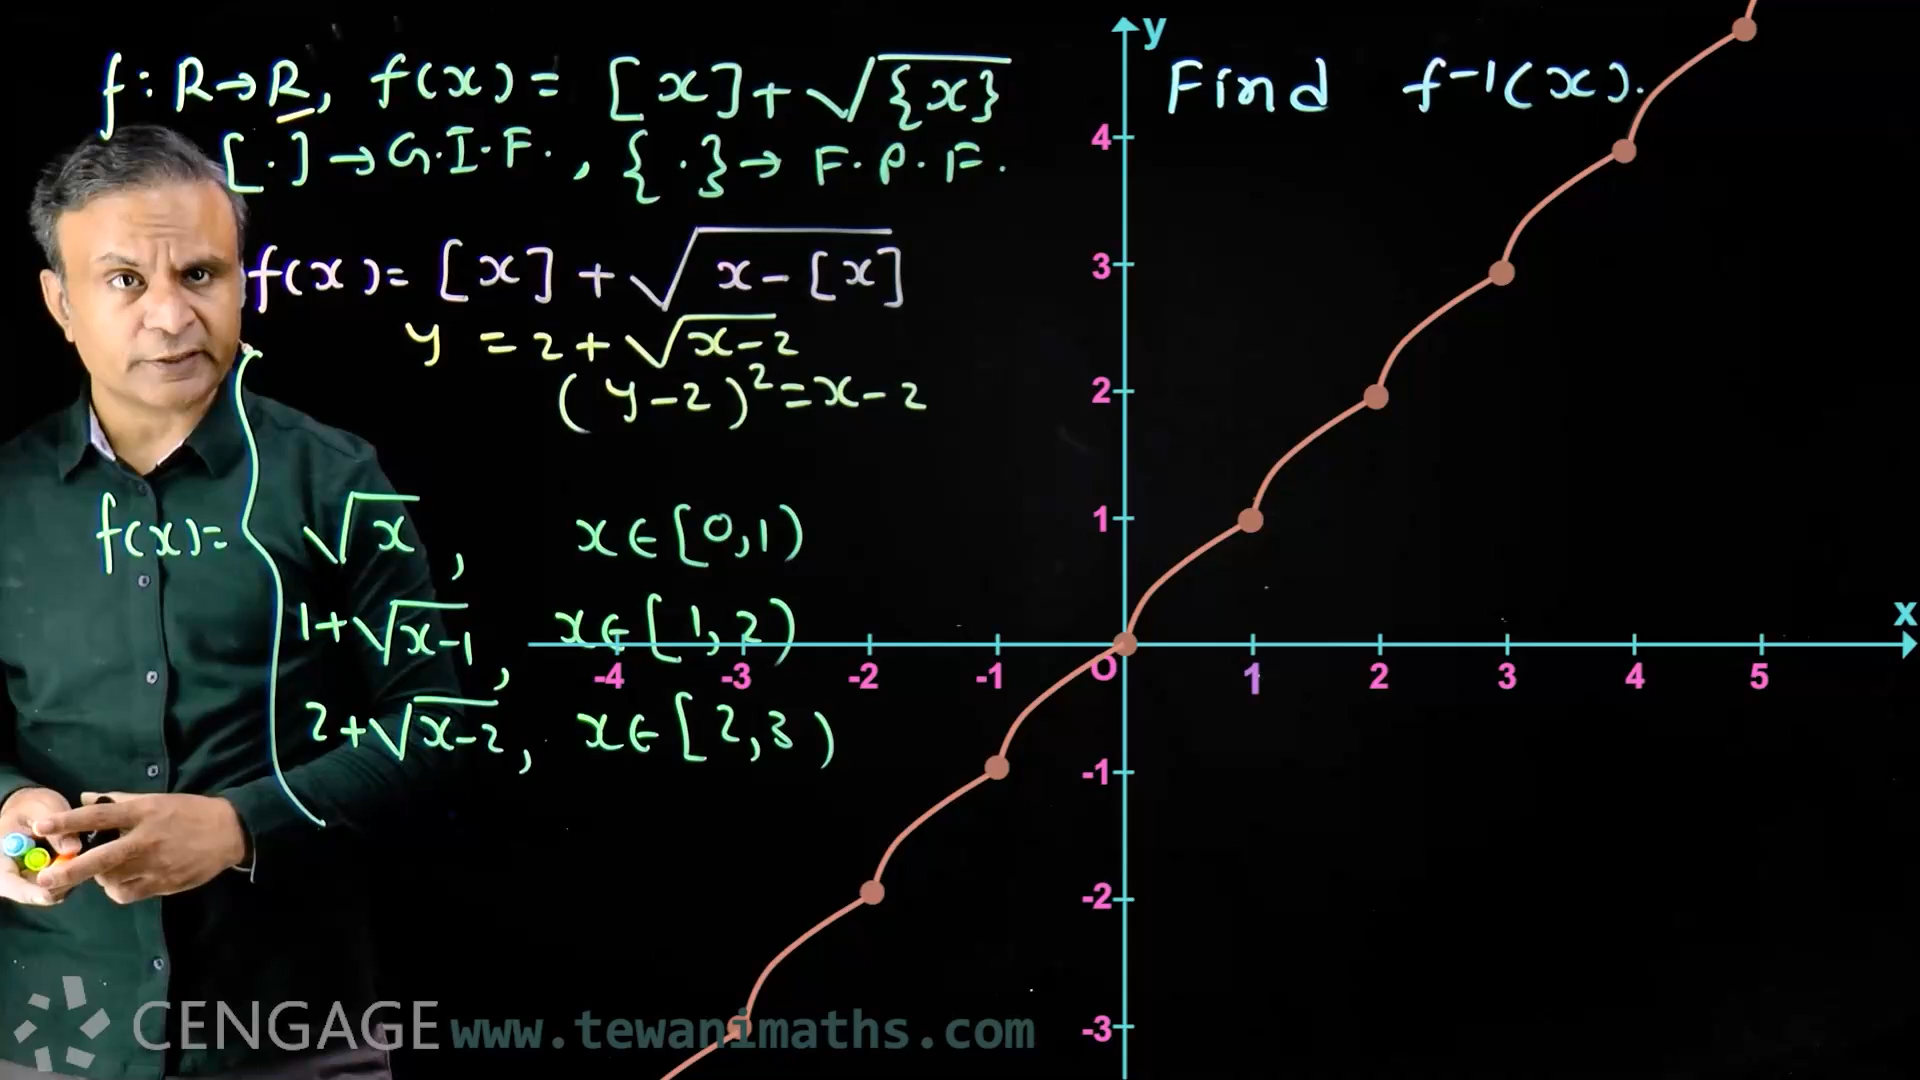 f : R→R, f(x) = [x] + √{x} Find f⁻¹(x).
[·] → G.I.F. , {·} → F.P.F.
f(x) = [x] + √x-[x]
y = 2 + √x-2
(y-2)² = x-2
f(x) = { √x , x∈[0,1)
1+√x-1 , x∈[1,2)
2+√x-2 , x∈[2,3)
y
4
3
2
1
x
-4 -3 -2 -1 O 1 2 3 4 5
-1
-2
-3
CENGAGE www.tewanimaths.com